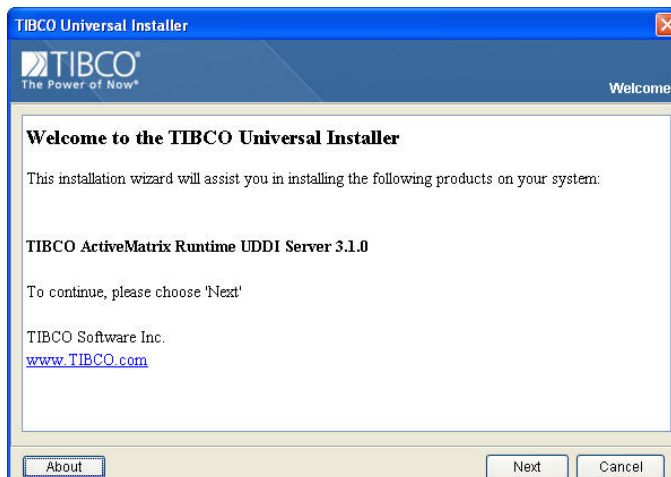 TIBCO Universal Installer
TIBCO®
The Power of Now®
Welcome
Welcome to the TIBCO Universal Installer
This installation wizard will assist you in installing the following products on your system:
TIBCO ActiveMatrix Runtime UDDI Server 3.1.0
To continue, please choose 'Next'
TIBCO Software Inc.
www.TIBCO.com
About
Next
Cancel